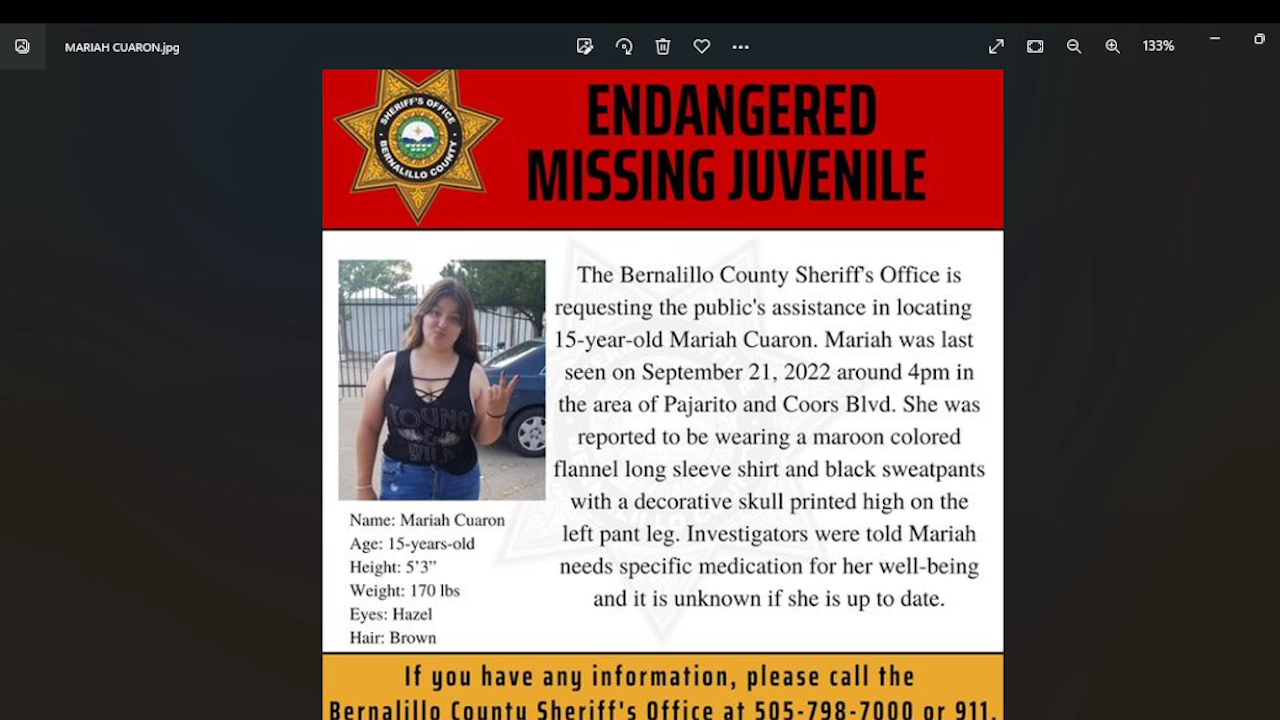 MARIAH CUARON.jpg
133%
SHERIFF'S OFFICE
BERNALILLO COUNTY
ENDANGERED
MISSING JUVENILE
The Bernalillo County Sheriff's Office is
requesting the public's assistance in locating
15-year-old Mariah Cuaron. Mariah was last
seen on September 21, 2022 around 4pm in
the area of Pajarito and Coors Blvd. She was
reported to be wearing a maroon colored
flannel long sleeve shirt and black sweatpants
with a decorative skull printed high on the
left pant leg. Investigators were told Mariah
needs specific medication for her well-being
and it is unknown if she is up to date.
YOUNG
WILD
Name: Mariah Cuaron
Age: 15-years-old
Height: 5'3”
Weight: 170 lbs
Eyes: Hazel
Hair: Brown
If you have any information, please call the
Bernalillo County Sheriff's Office at 505-798-7000 or 911.